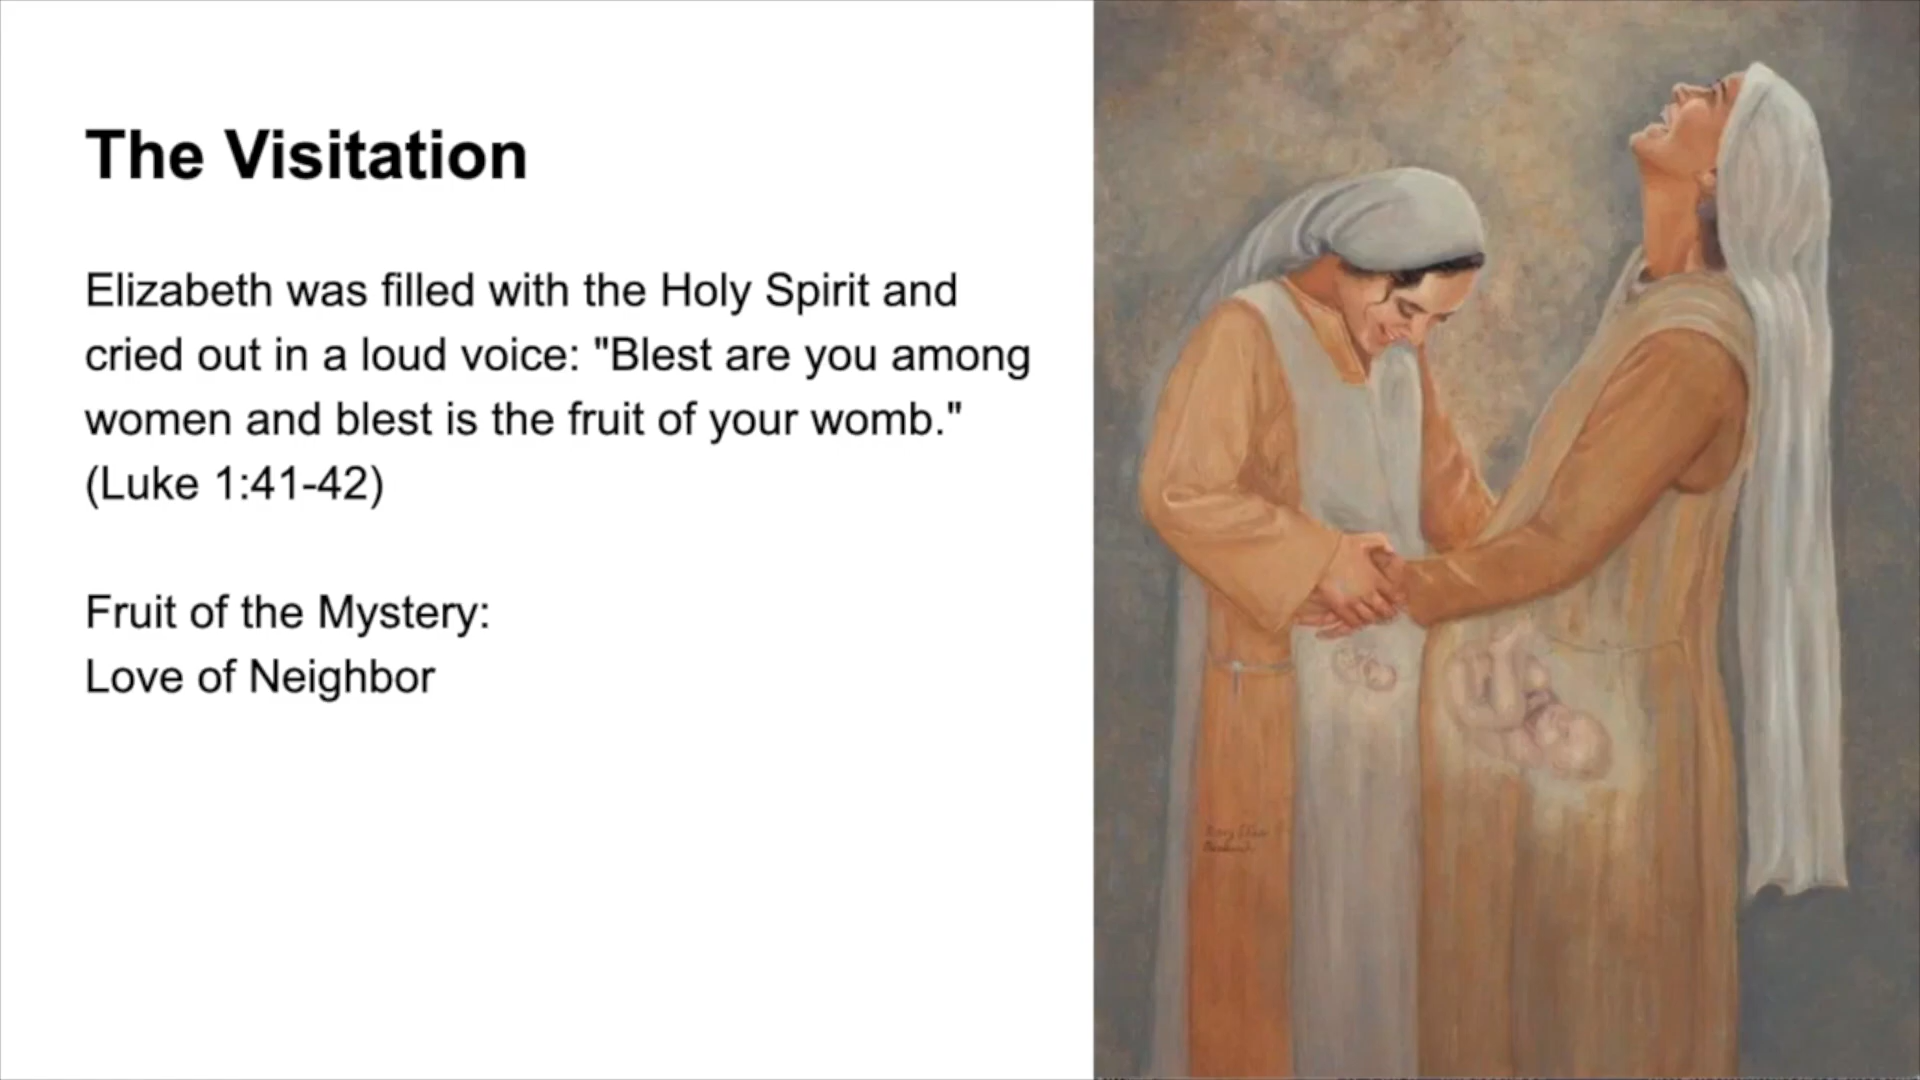 The Visitation
Elizabeth was filled with the Holy Spirit and
cried out in a loud voice: "Blest are you among
women and blest is the fruit of your womb."
(Luke 1:41-42)
Fruit of the Mystery:
Love of Neighbor